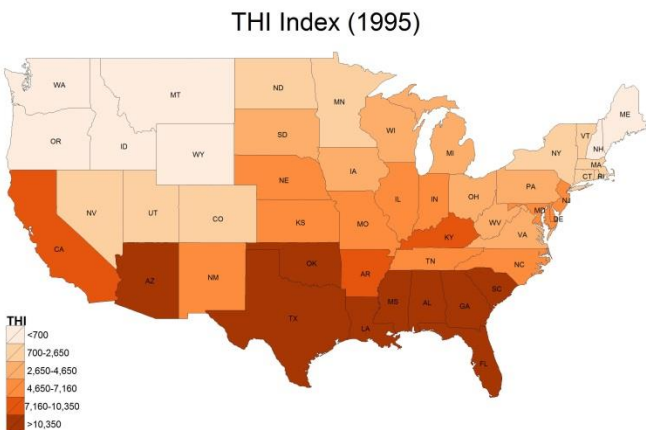 THI Index (1995)
WA
MT
ND
MN
ME
VT
NH
OR
ID
WY
SD
WI
MI
NY
MA
CT
RI
NV
UT
CO
NE
IA
IL
IN
OH
PA
NJ
MD
DE
CA
KS
MO
KY
WV
VA
AZ
NM
OK
AR
TN
NC
SC
TX
LA
MS
AL
GA
FL
THI
<700
700-2,650
2,650-4,650
4,650-7,160
7,160-10,350
>10,350